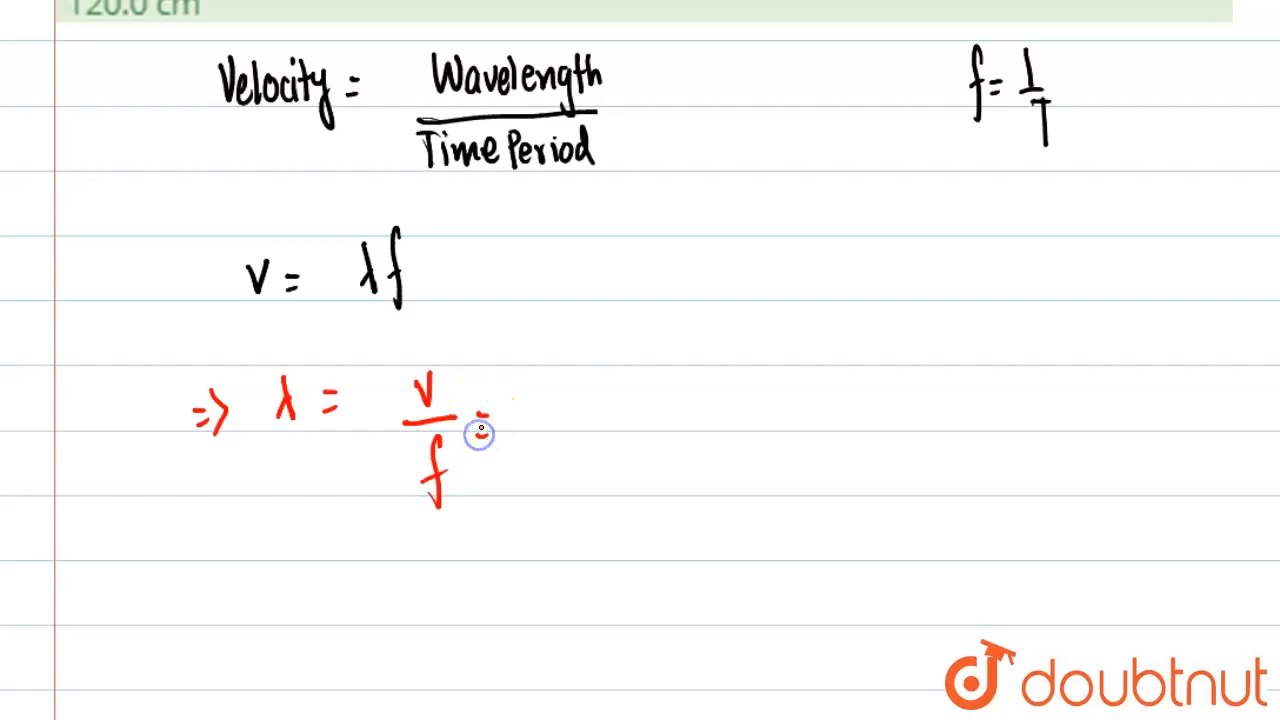 120.0 cm
Velocity = Wavelength / Time Period
f = 1 / T
v = λf
=> λ = v / f =
doubtnut